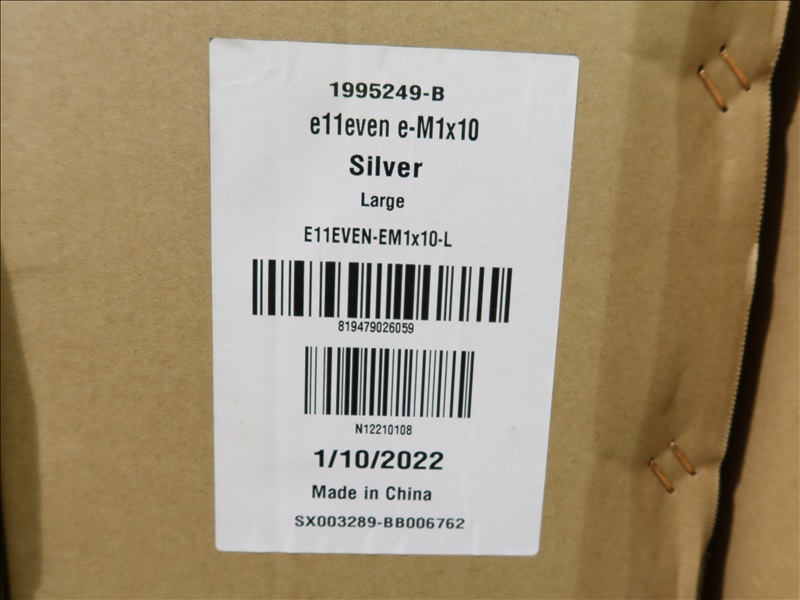 1995249-B
e11even e-M1x10
Silver
Large
E11EVEN-EM1x10-L
819479026059
N12210108
1/10/2022
Made in China
SX003289-BB006762